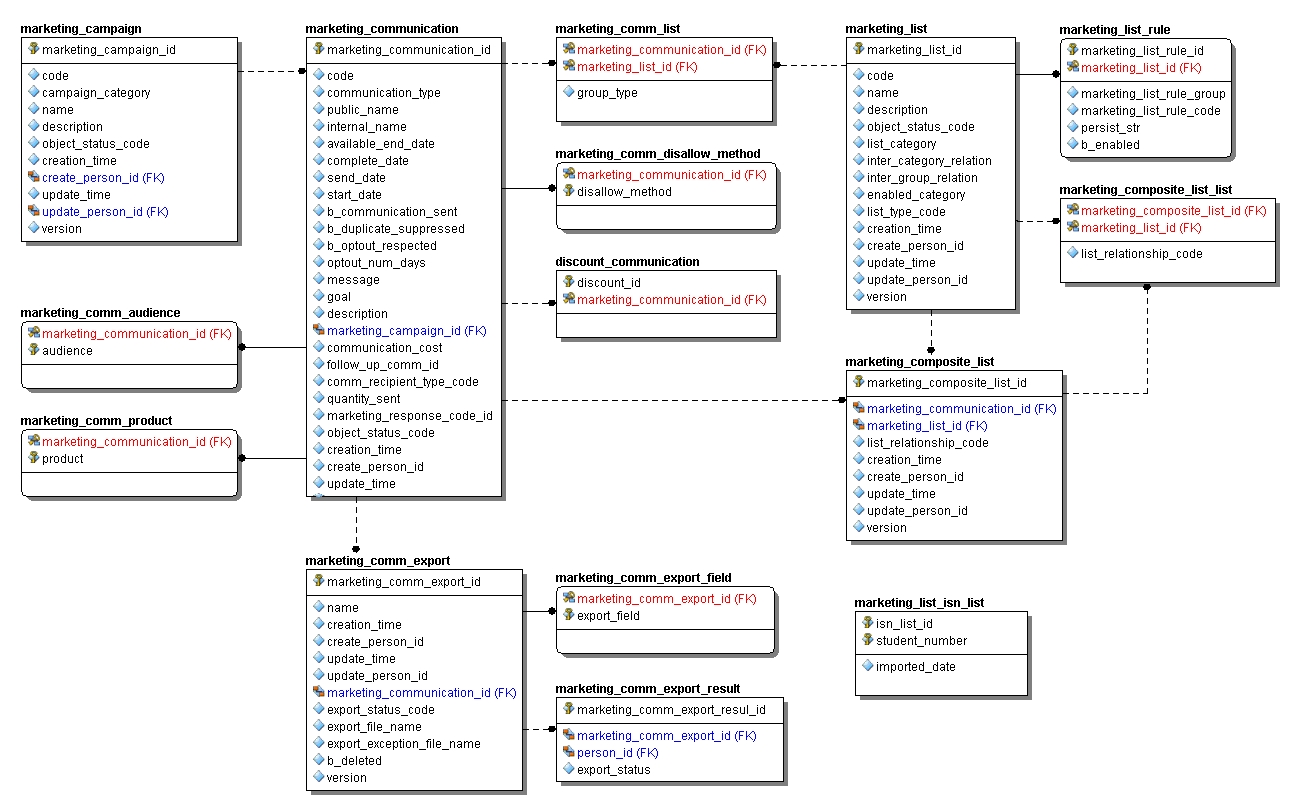 marketing_campaign
marketing_campaign_id
code
campaign_category
name
description
object_status_code
creation_time
create_person_id (FK)
update_time
update_person_id (FK)
version
marketing_comm_audience
marketing_communication_id (FK)
audience
marketing_comm_product
marketing_communication_id (FK)
product
marketing_communication
marketing_communication_id
code
communication_type
public_name
internal_name
available_end_date
complete_date
send_date
start_date
b_communication_sent
b_duplicate_suppressed
b_optout_respected
optout_num_days
message
goal
description
marketing_campaign_id (FK)
communication_cost
follow_up_comm_id
comm_recipient_type_code
quantity_sent
marketing_response_code_id
object_status_code
creation_time
create_person_id
update_time
marketing_comm_export
marketing_comm_export_id
name
creation_time
create_person_id
update_time
update_person_id
marketing_communication_id (FK)
export_status_code
export_file_name
export_exception_file_name
b_deleted
version
marketing_comm_list
marketing_communication_id (FK)
marketing_list_id (FK)
group_type
marketing_comm_disallow_method
marketing_communication_id (FK)
disallow_method
discount_communication
discount_id
marketing_communication_id (FK)
marketing_comm_export_field
marketing_comm_export_id (FK)
export_field
marketing_comm_export_result
marketing_comm_export_resul_id
marketing_comm_export_id (FK)
person_id (FK)
export_status
marketing_list
marketing_list_id
code
name
description
object_status_code
list_category
inter_category_relation
inter_group_relation
enabled_category
list_type_code
creation_time
create_person_id
update_time
update_person_id
version
marketing_composite_list
marketing_composite_list_id
marketing_communication_id (FK)
marketing_list_id (FK)
list_relationship_code
creation_time
create_person_id
update_time
update_person_id
version
marketing_list_isn_list
isn_list_id
student_number
imported_date
marketing_list_rule
marketing_list_rule_id
marketing_list_id (FK)
marketing_list_rule_group
marketing_list_rule_code
persist_str
b_enabled
marketing_composite_list_list
marketing_composite_list_id (FK)
marketing_list_id (FK)
list_relationship_code